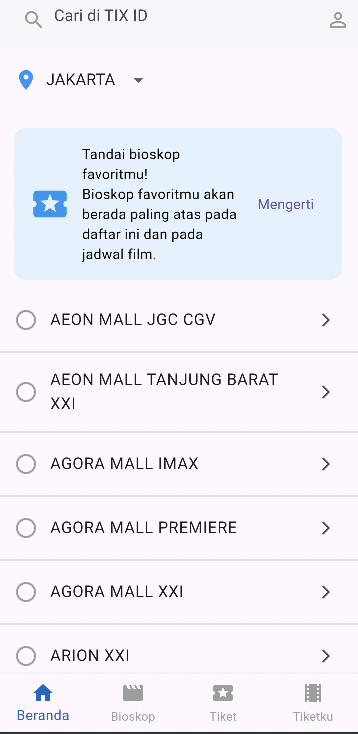 Cari di TIX ID
JAKARTA
Tandai bioskop
favoritmu!
Bioskop favoritmu akan
berada paling atas pada
daftar ini dan pada
jadwal film.
Mengerti
AEON MALL JGC CGV
AEON MALL TANJUNG BARAT
XXI
AGORA MALL IMAX
AGORA MALL PREMIERE
AGORA MALL XXI
ARION XXI
Beranda
Bioskop
Tiket
Tiketku